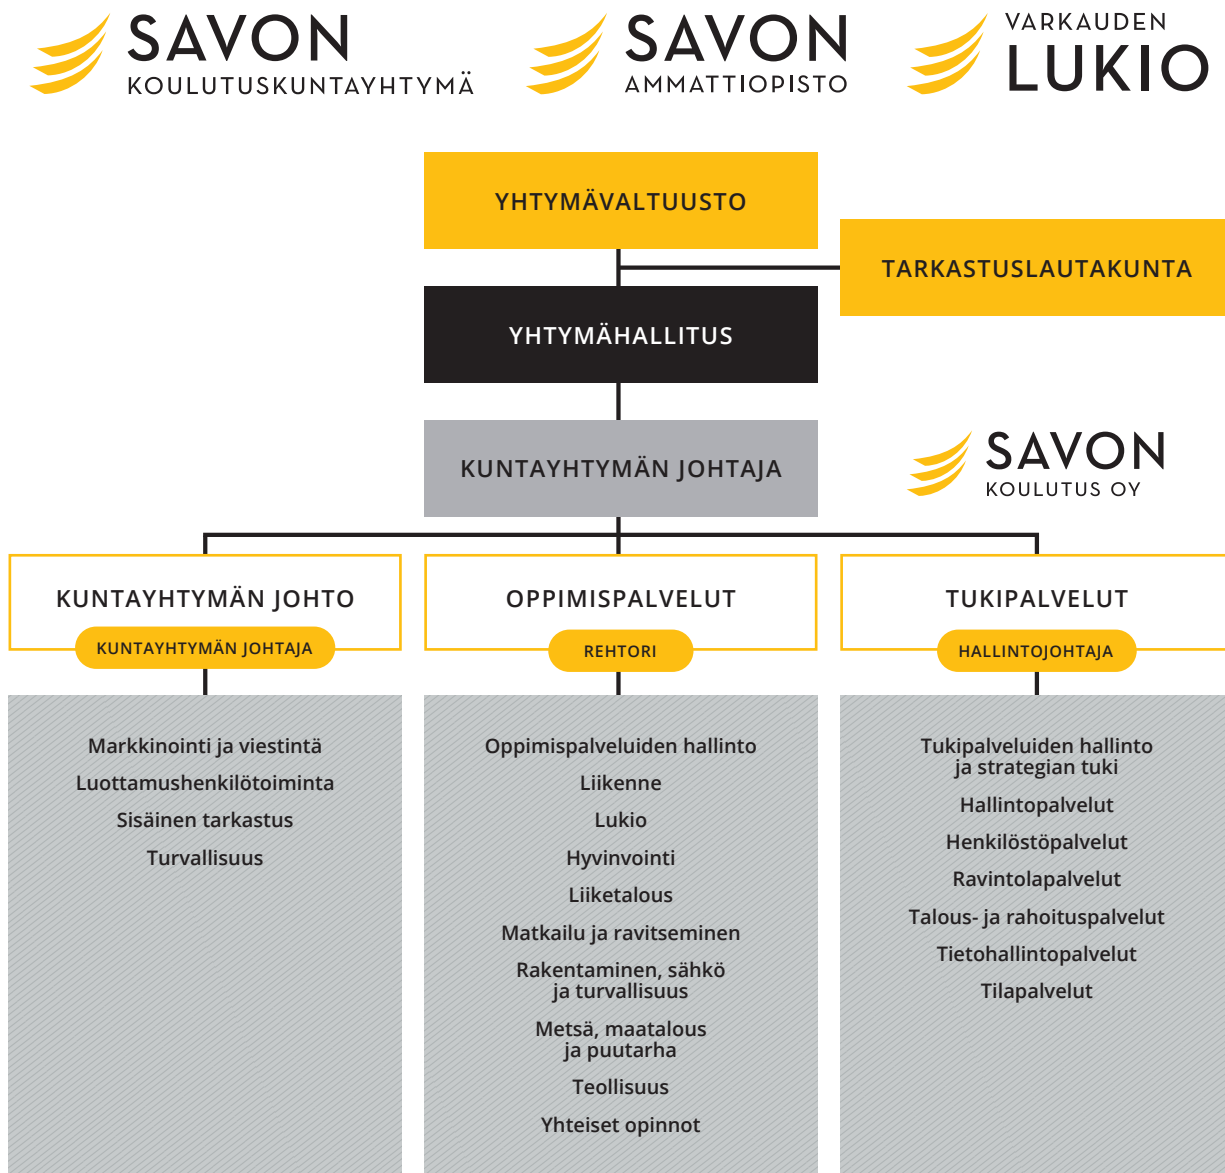 SAVON
KOULUTUSKUNTAYHTYMÄ
SAVON
AMMATTIOPISTO
VARKAUDEN
LUKIO
YHTYMÄVALTUUSTO
TARKASTUSLAUTAKUNTA
YHTYMÄHALLITUS
KUNTAYHTYMÄN JOHTAJA
SAVON
KOULUTUS OY
KUNTAYHTYMÄN JOHTO
KUNTAYHTYMÄN JOHTAJA
Markkinointi ja viestintä
Luottamushenkilötoiminta
Sisäinen tarkastus
Turvallisuus
OPPIMISPALVELUT
REHTORI
Oppimispalveluiden hallinto
Liikenne
Lukio
Hyvinvointi
Liiketalous
Matkailu ja ravitseminen
Rakentaminen, sähkö
ja turvallisuus
Metsä, maatalous
ja puutarha
Teollisuus
Yhteiset opinnot
TUKIPALVELUT
HALLINTOJOHTAJA
Tukipalveluiden hallinto
ja strategian tuki
Hallintopalvelut
Henkilöstöpalvelut
Ravintolapalvelut
Talous- ja rahoituspalvelut
Tietohallintopalvelut
Tilapalvelut